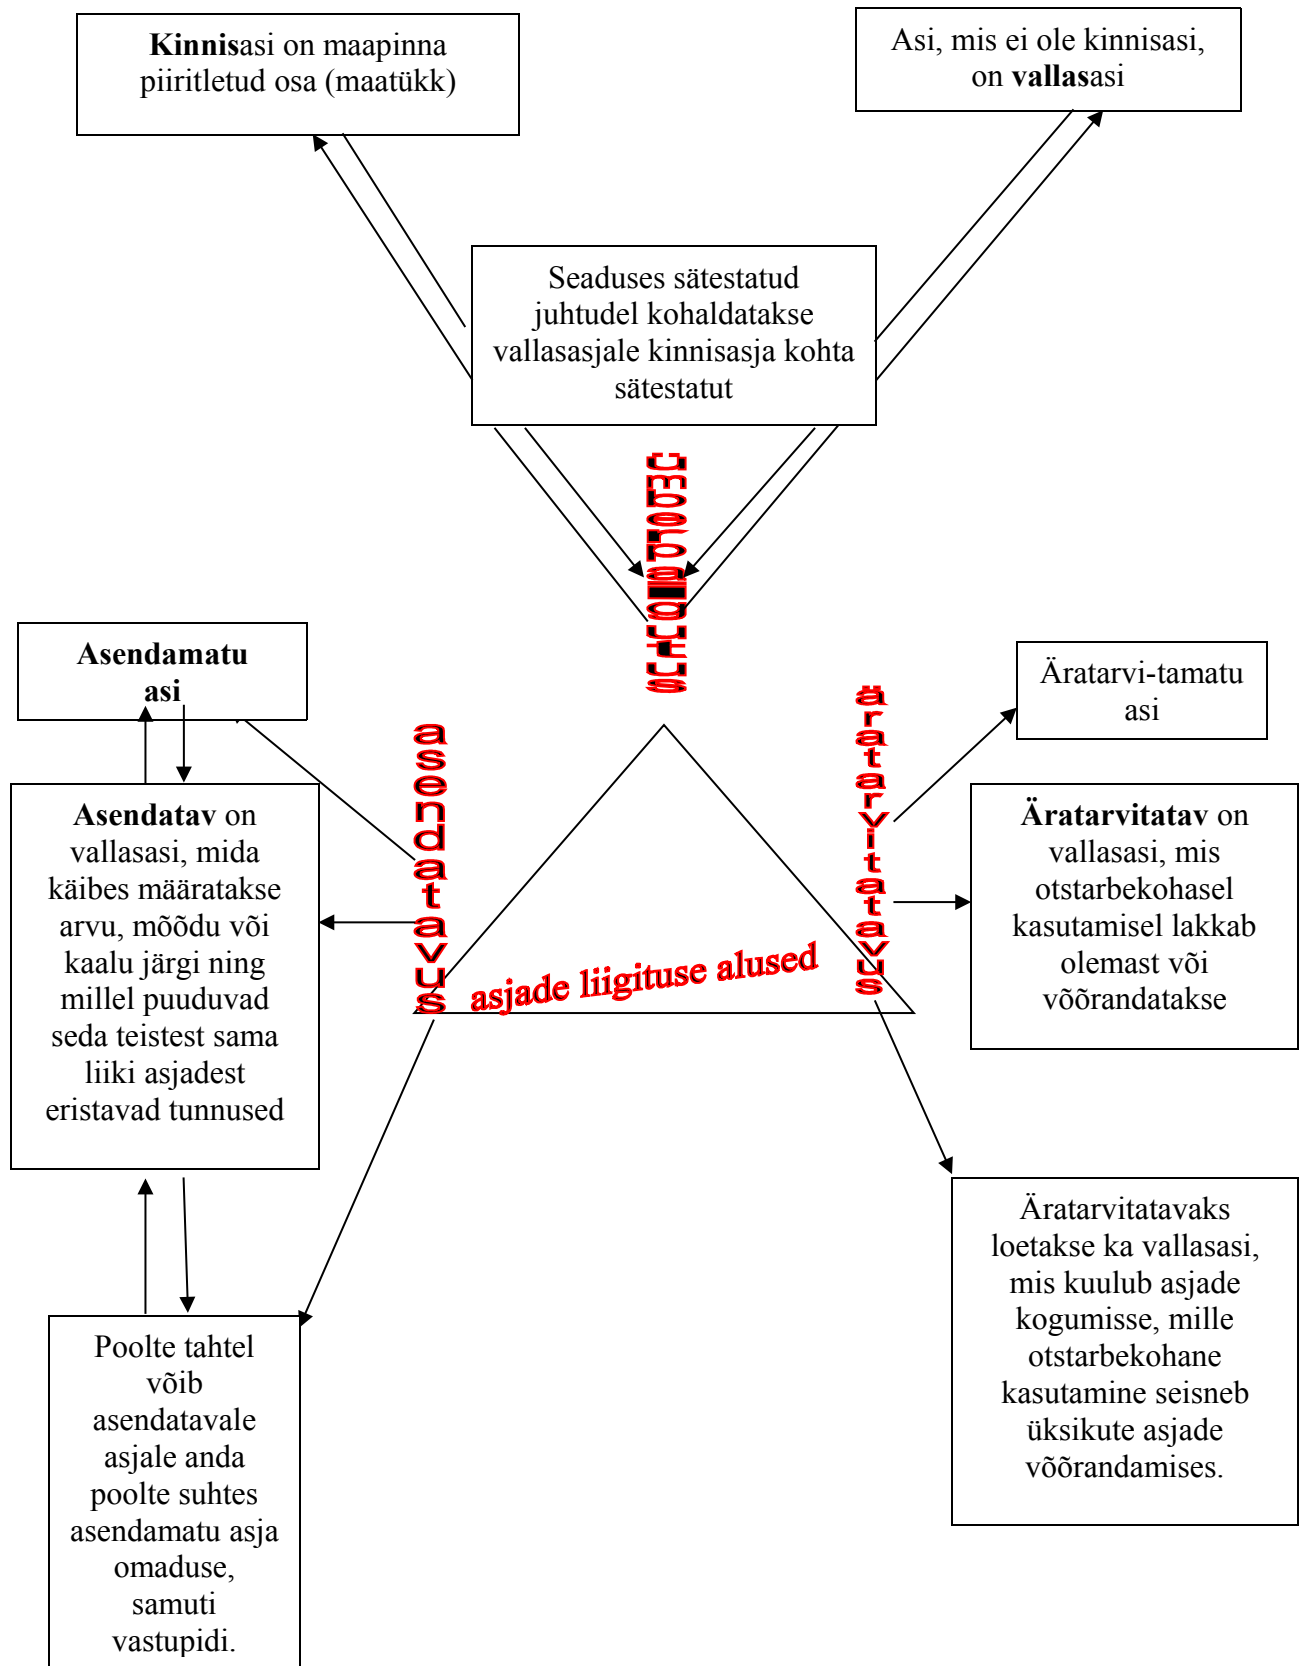 Kinnisasi on maapinna
piiritletud osa (maatükk)
Asi, mis ei ole kinnisasi,
on vallasasi
Seaduses sätestatud
juhtudel kohaldatakse
vallasasjale kinnisasja kohta
sätestatut
ümberpaigutus
Asendamatu
asi
Äratarvi-tamatu
asi
asendatavus
äratarvitatavus
Asendatav on
vallasasi, mida
käibes määratakse
arvu, mõõdu või
kaalu järgi ning
millel puuduvad
seda teistest sama
liiki asjadest
eristavad tunnused
Äratarvitatav on
vallasasi, mis
otstarbekohasel
kasutamisel lakkab
olemast või
võõrandatakse
asjade liigituse alused
Äratarvitatavaks
loetakse ka vallasasi,
mis kuulub asjade
kogumisse, mille
otstarbekohane
kasutamine seisneb
üksikute asjade
võõrandamises.
Poolte tahtel
võib
asendatavale
asjale anda
poolte suhtes
asendamatu asja
omaduse,
samuti
vastupidi.